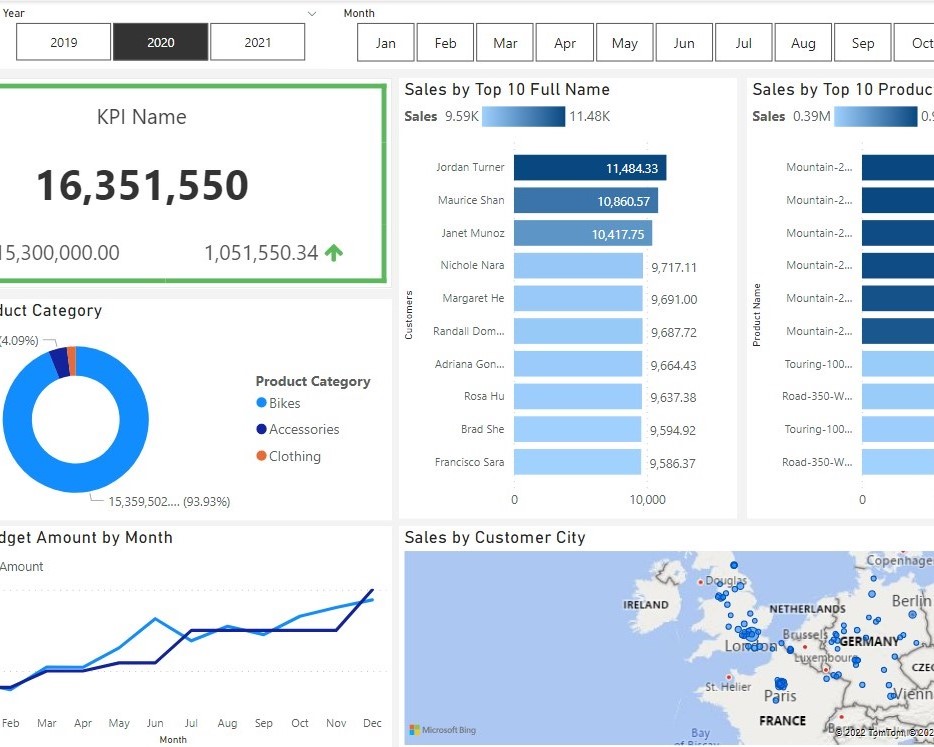 Year
Month
2019 2020 2021
Jan Feb Mar Apr May Jun Jul Aug Sep Oct
KPI Name
16,351,550
15,300,000.00 1,051,550.34
Sales by Top 10 Full Name
Sales 9.59K 11.48K
Customers
Jordan Turner 11,484.33
Maurice Shan 10,860.57
Janet Munoz 10,417.75
Nichole Nara 9,717.11
Margaret He 9,691.00
Randall Dom... 9,687.72
Adriana Gon... 9,664.43
Rosa Hu 9,637.38
Brad She 9,594.92
Francisco Sara 9,586.37
0 10,000
Sales by Top 10 Produc
Sales 0.39M 0.9
Product Name
Mountain-2...
Mountain-2...
Mountain-2...
Mountain-2...
Mountain-2...
Mountain-2...
Touring-100...
Road-350-W...
Touring-100...
Road-350-W...
0
duct Category
(4.09%)
Product Category
Bikes
Accessories
Clothing
15,359,502.... (93.93%)
dget Amount by Month
Amount
Feb Mar Apr May Jun Jul Aug Sep Oct Nov Dec
Month
Sales by Customer City
Copenhage
Douglas
IRELAND
NETHERLANDS
Berlin
London
Brussels
GERMANY
Luxembourg
CZEC
St. Helier
Paris
Vienn
FRANCE
Bay
of Biscay
Microsoft Bing
© 2022 TomTom, © 202